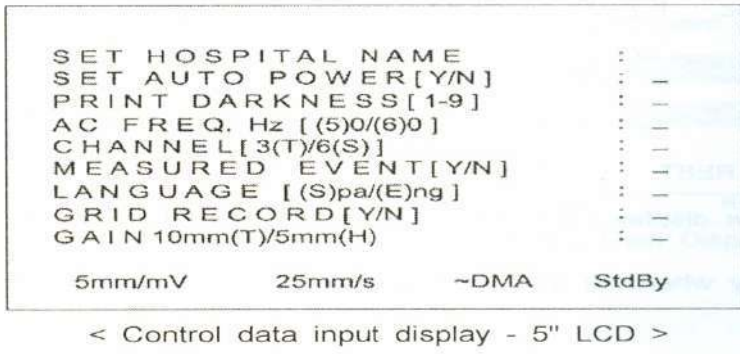 SET HOSPITAL NAME :
SET AUTO POWER[Y/N] : _
PRINT DARKNESS[1-9] : _
AC FREQ. Hz [(5)0/(6)0] : _
CHANNEL[3(T)/6(S)] : _
MEASURED EVENT[Y/N] : _
LANGUAGE [(S)pa/(E)ng] : _
GRID RECORD[Y/N] : _
GAIN 10mm(T)/5mm(H) : _
5mm/mV 25mm/s ~DMA StdBy
< Control data input display - 5" LCD >